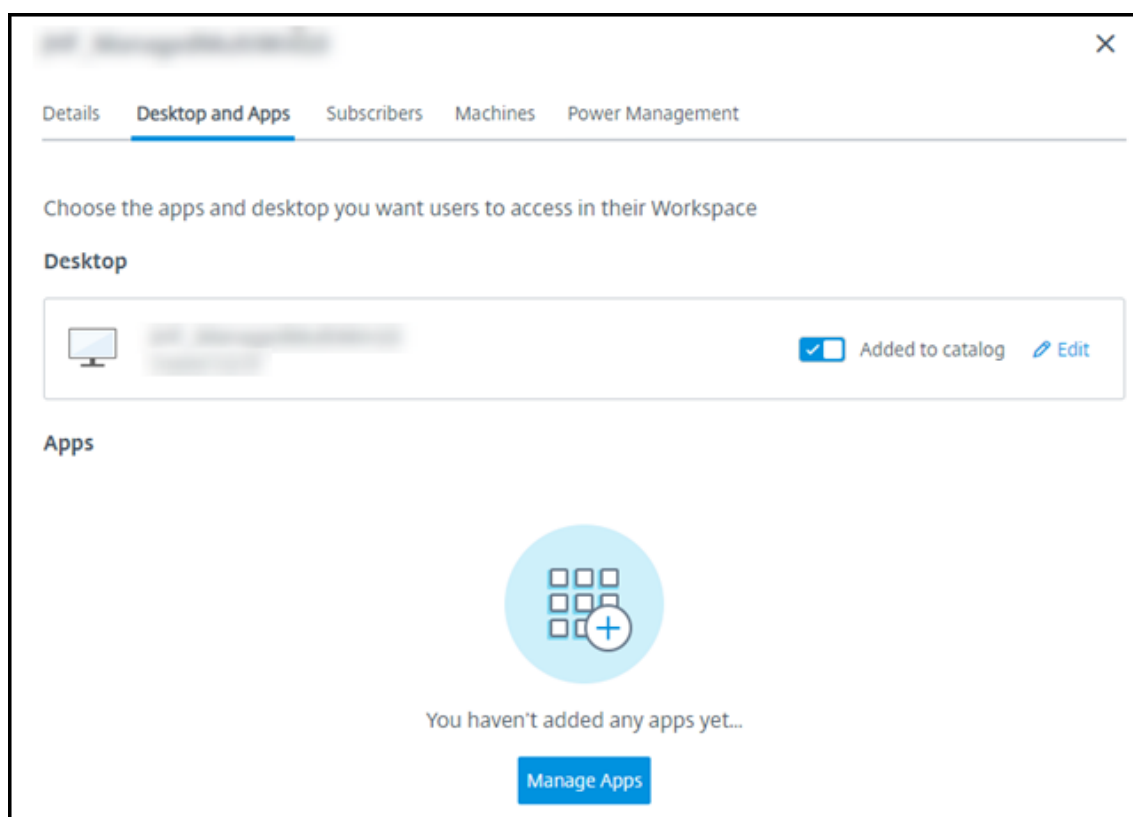 Details Desktop and Apps Subscribers Machines Power Management
Choose the apps and desktop you want users to access in their Workspace
Desktop
Added to catalog Edit
Apps
You haven't added any apps yet...
Manage Apps